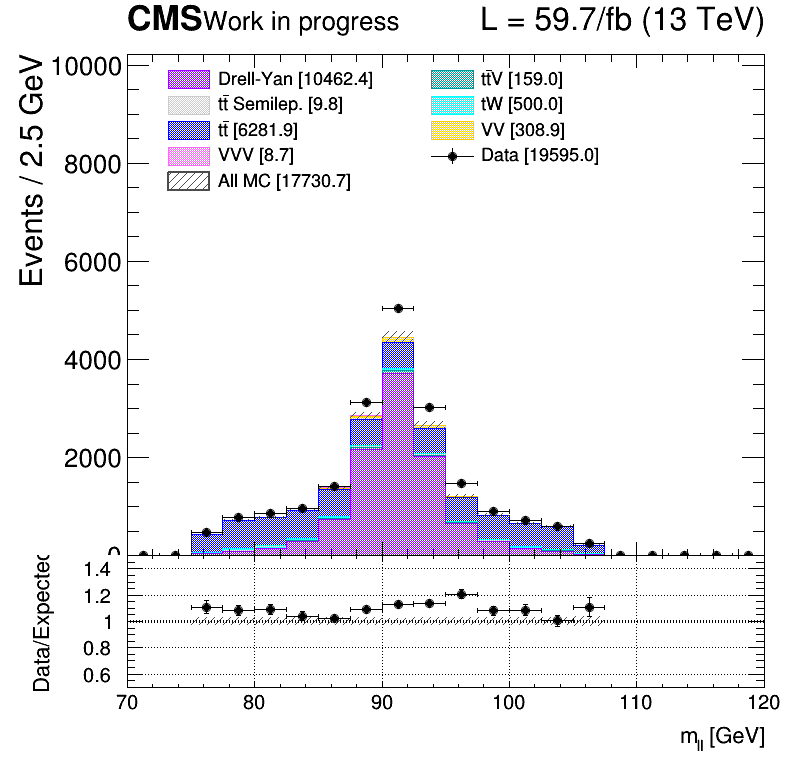 CMS Work in progress L = 59.7/fb (13 TeV)
Events / 2.5 GeV
10000
8000
6000
4000
2000
0
Drell-Yan [10462.4]
tt̄ Semilep. [9.8]
tt̄ [6281.9]
VVV [8.7]
All MC [17730.7]
tt̄V [159.0]
tW [500.0]
VV [308.9]
Data [19595.0]
Data/Expected
1.4
1.2
1
0.8
0.6
70 80 90 100 110 120
m_ll [GeV]